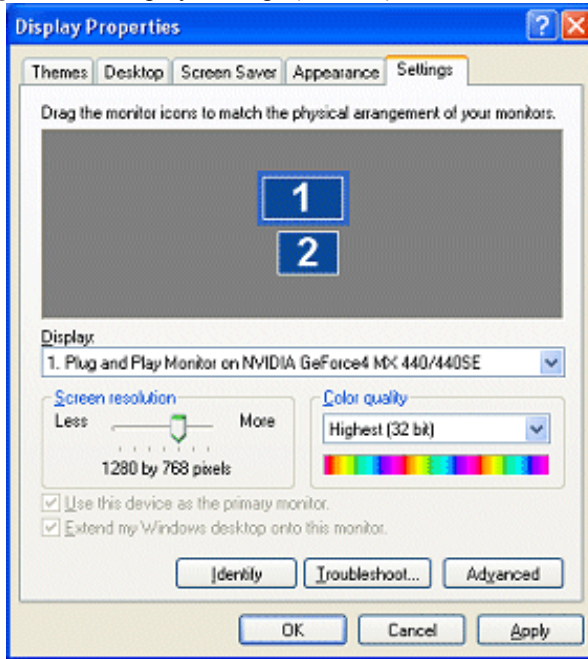 Display Properties
Themes Desktop Screen Saver Appearance Settings
Drag the monitor icons to match the physical arrangement of your monitors.
1
2
Display:
1. Plug and Play Monitor on NVIDIA GeForce4 MX 440/440SE
Screen resolution
Less More
1280 by 768 pixels
Color quality
Highest (32 bit)
Use this device as the primary monitor.
Extend my Windows desktop onto this monitor.
Identify Troubleshoot... Advanced
OK Cancel Apply